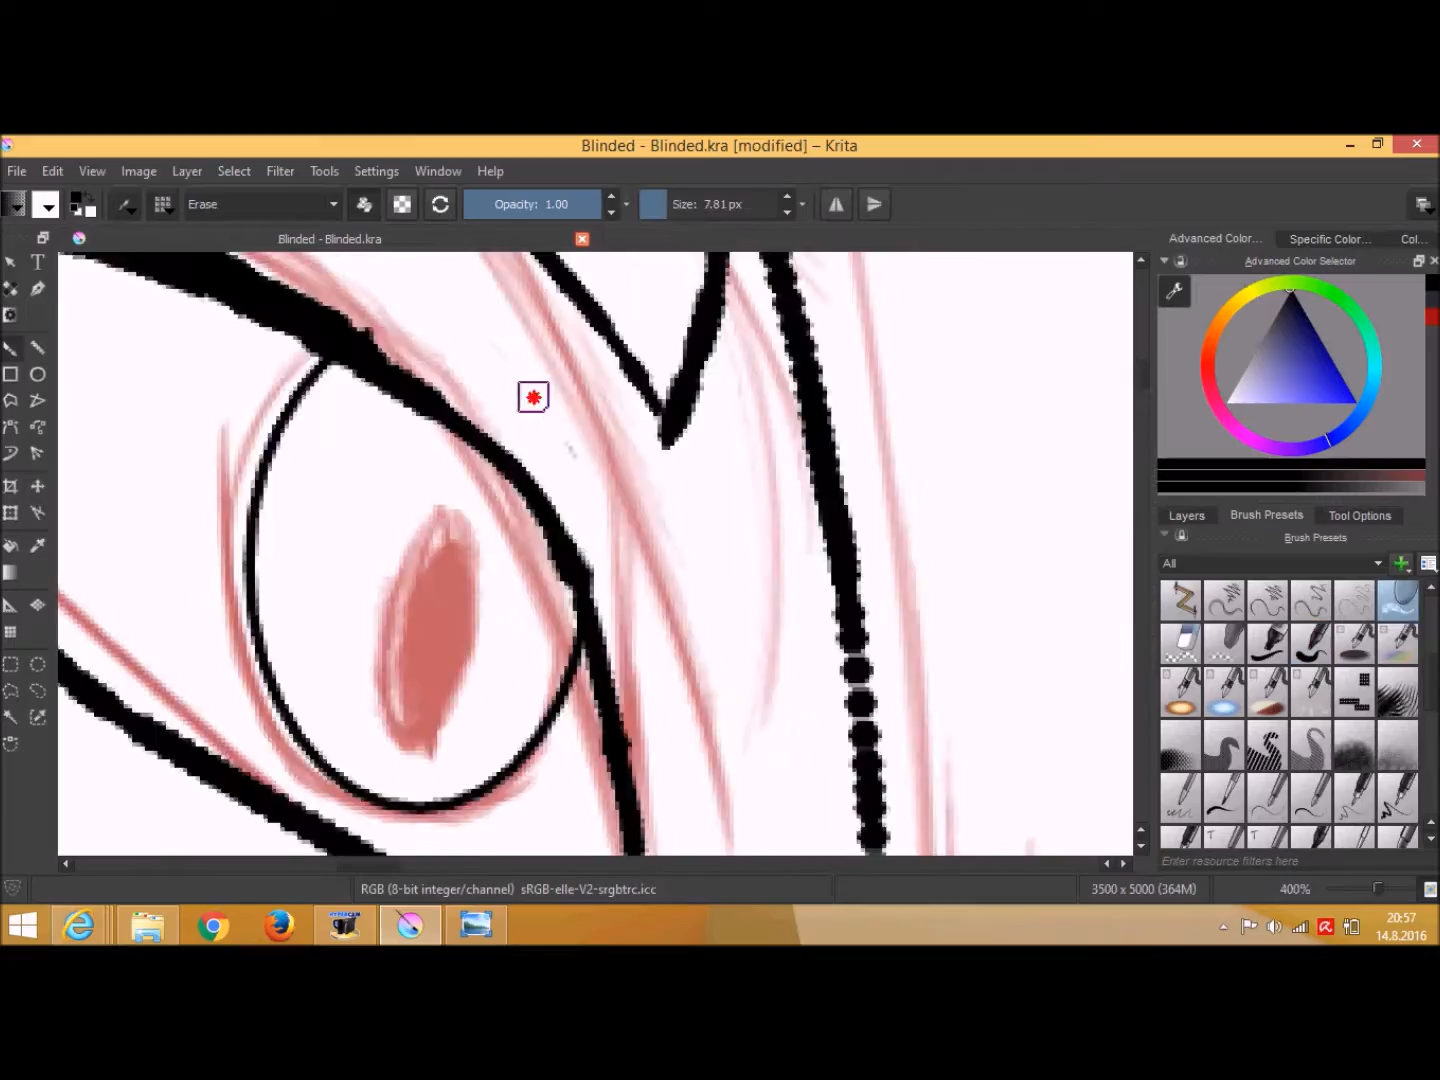 Blinded - Blinded.kra [modified] – Krita
File Edit View Image Layer Select Filter Tools Settings Window Help
Erase Opacity: 1.00 Size: 7.81 px
Blinded - Blinded.kra
Advanced Color... Specific Color... Col...
Advanced Color Selector
Layers Brush Presets Tool Options
Brush Presets
All
Enter resource filters here
RGB (8-bit integer/channel) sRGB-elle-V2-srgbtrc.icc 3500 x 5000 (364M) 400%
HYPERCAM
20:57
14.8.2016